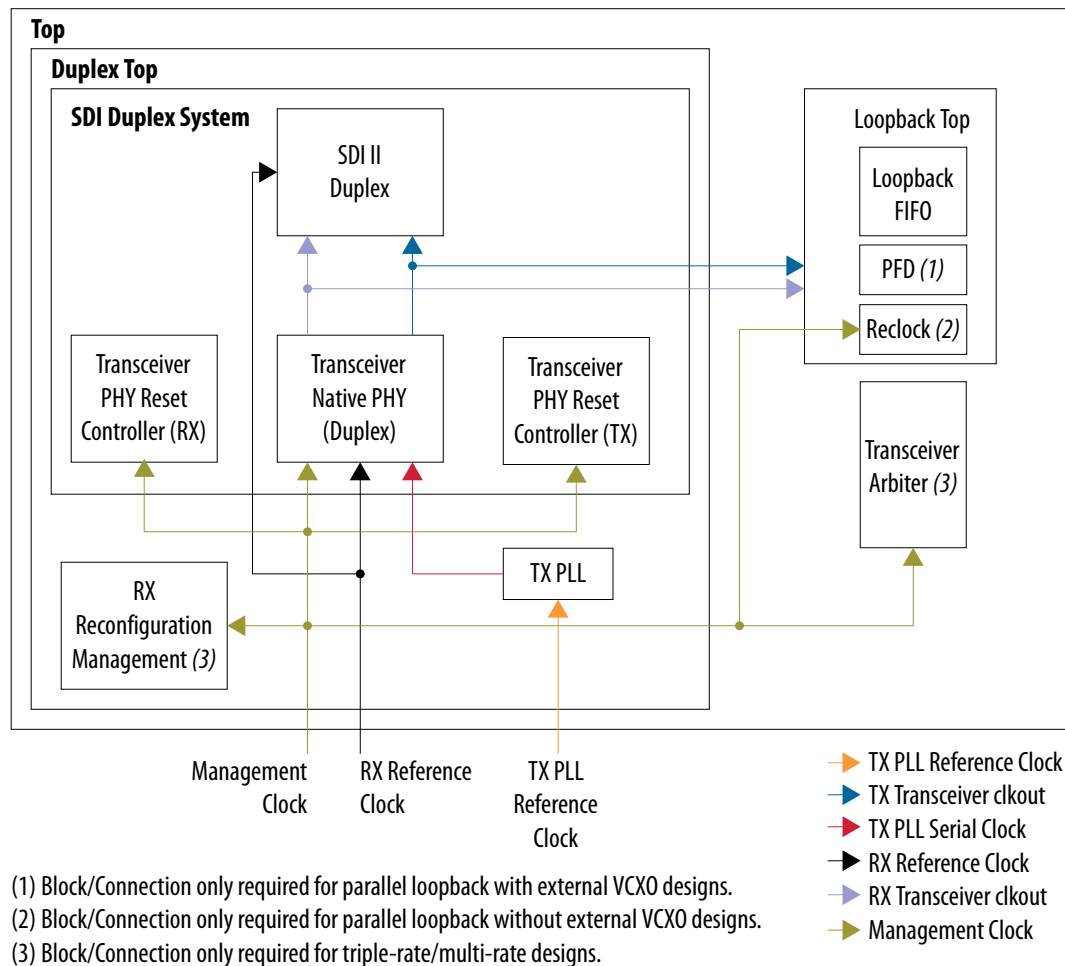 Top
Duplex Top
SDI Duplex System
SDI II
Duplex
Loopback Top
Loopback
FIFO
PFD (1)
Reclock (2)
Transceiver
PHY Reset
Controller (RX)
Transceiver
Native PHY
(Duplex)
Transceiver
PHY Reset
Controller (TX)
Transceiver
Arbiter (3)
RX
Reconfiguration
Management (3)
TX PLL
Management
Clock
RX Reference
Clock
TX PLL
Reference
Clock
TX PLL Reference Clock
TX Transceiver clkout
TX PLL Serial Clock
RX Reference Clock
RX Transceiver clkout
Management Clock
(1) Block/Connection only required for parallel loopback with external VCXO designs.
(2) Block/Connection only required for parallel loopback without external VCXO designs.
(3) Block/Connection only required for triple-rate/multi-rate designs.